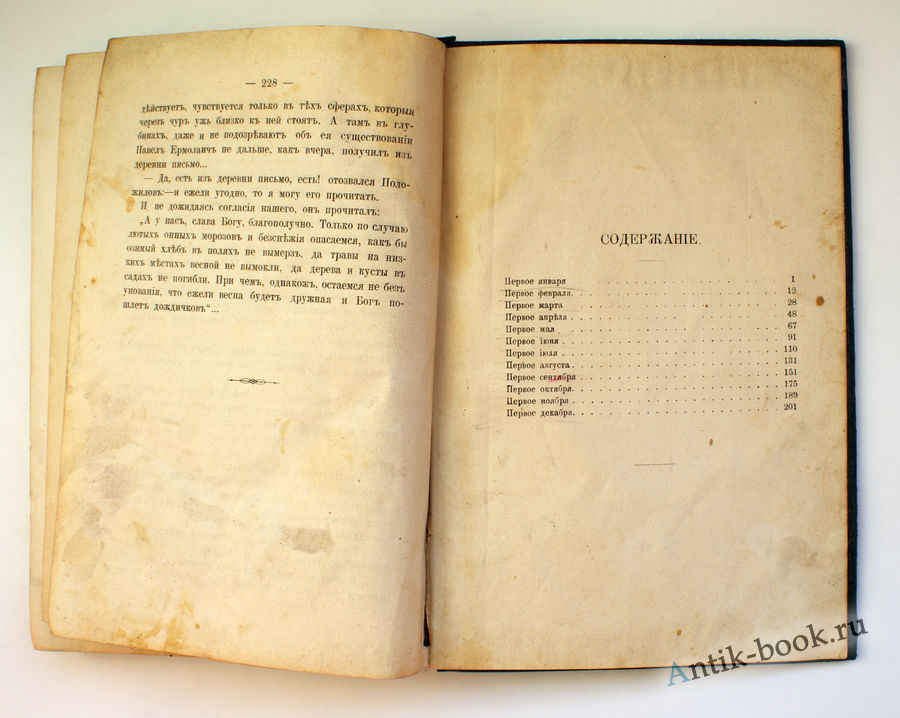 — 228 —
дѣйствуетъ, чувствуется только въ тѣхъ сферахъ, которыя
черезъ чуръ ужь близко къ ней стоятъ. А тамъ въ глу-
бинахъ, даже и не подозрѣваютъ объ ея существованіи
Павелъ Ермолаичъ не дальше, какъ вчера, получилъ изъ
деревни письмо...
— Да, есть изъ деревни письмо, есть! отозвался Поло-
жиловъ:—и ежели угодно, то я могу его прочитать.
И не дожидаясь согласія нашего, онъ прочиталъ:
„А у насъ, слава Богу, благополучно. Только по случаю
лютыхъ онныхъ морозовъ и безснѣжія опасаемся, какъ бы
озимый хлѣбъ въ поляхъ не вымерзъ, да травы на низ-
кихъ мѣстахъ весной не вымокли, да дерева и кусты въ
садахъ не погибли. При чемъ, однакожъ, остаемся не безъ
упованія, что ежели весна будетъ дружная и Богъ по-
шлетъ дождичковъ“...
СОДЕРЖАНІЕ.
Первое января . . . . . . . . . . . . . . . . . . 1
Первое февраля. . . . . . . . . . . . . . . . . . 12
Первое марта . . . . . . . . . . . . . . . . . . 28
Первое апрѣля . . . . . . . . . . . . . . . . . . 48
Первое мая . . . . . . . . . . . . . . . . . . 67
Первое іюня . . . . . . . . . . . . . . . . . . 91
Первое іюля . . . . . . . . . . . . . . . . . . 110
Первое августа . . . . . . . . . . . . . . . . . . 131
Первое сентября . . . . . . . . . . . . . . . . . . 151
Первое октября. . . . . . . . . . . . . . . . . . 175
Первое ноября . . . . . . . . . . . . . . . . . . 189
Первое декабря. . . . . . . . . . . . . . . . . . 201
Antik-book.ru